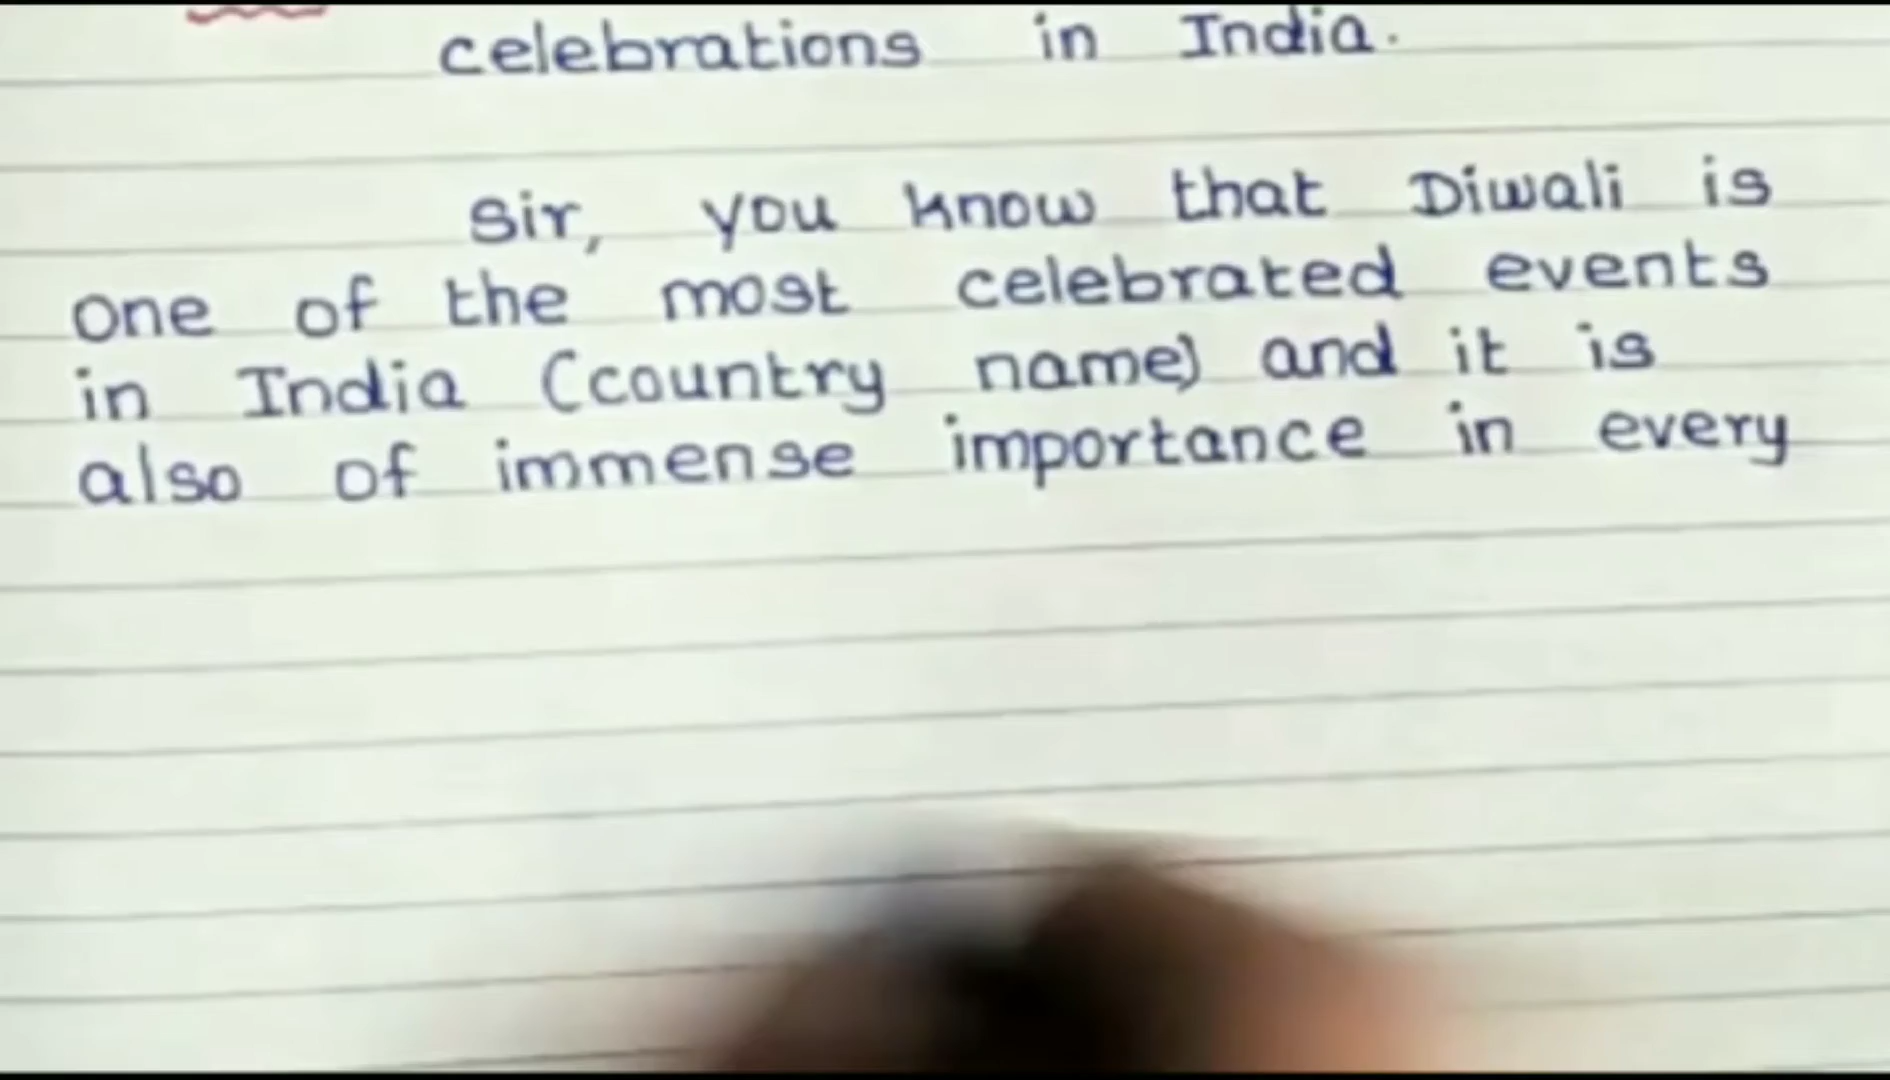 celebrations in India.
Sir, you know that Diwali is
one of the most celebrated events
in India (country name) and it is
also of immense importance in every